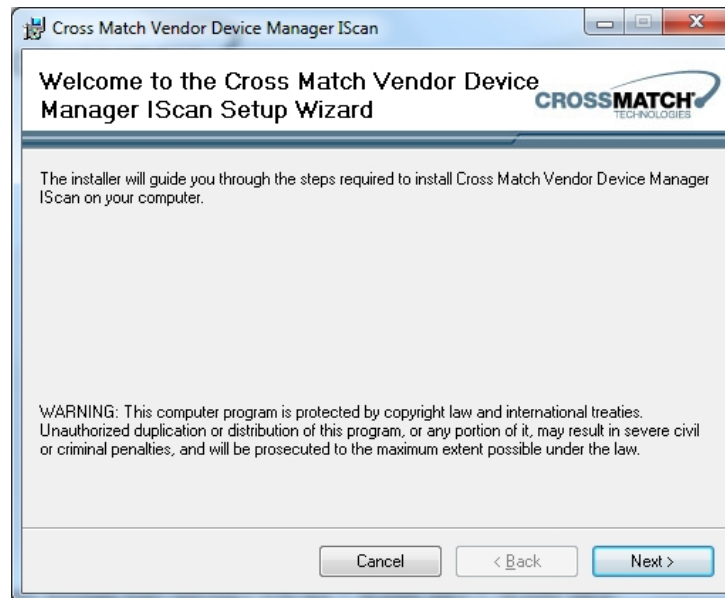 Cross Match Vendor Device Manager IScan
Welcome to the Cross Match Vendor Device
Manager IScan Setup Wizard
CROSSMATCH
TECHNOLOGIES
The installer will guide you through the steps required to install Cross Match Vendor Device Manager
IScan on your computer.
WARNING: This computer program is protected by copyright law and international treaties.
Unauthorized duplication or distribution of this program, or any portion of it, may result in severe civil
or criminal penalties, and will be prosecuted to the maximum extent possible under the law.
Cancel
< Back
Next >